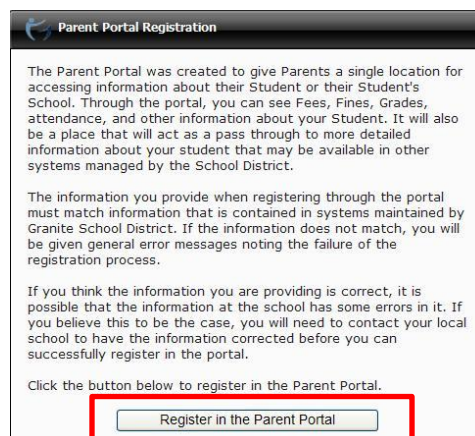 Parent Portal Registration
The Parent Portal was created to give Parents a single location for
accessing information about their Student or their Student's
School. Through the portal, you can see Fees, Fines, Grades,
attendance, and other information about your Student. It will also
be a place that will act as a pass through to more detailed
information about your student that may be available in other
systems managed by the School District.
The information you provide when registering through the portal
must match information that is contained in systems maintained by
Granite School District. If the information does not match, you will
be given general error messages noting the failure of the
registration process.
If you think the information you are providing is correct, it is
possible that the information at the school has some errors in it. If
you believe this to be the case, you will need to contact your local
school to have the information corrected before you can
successfully register in the portal.
Click the button below to register in the Parent Portal.
Register in the Parent Portal